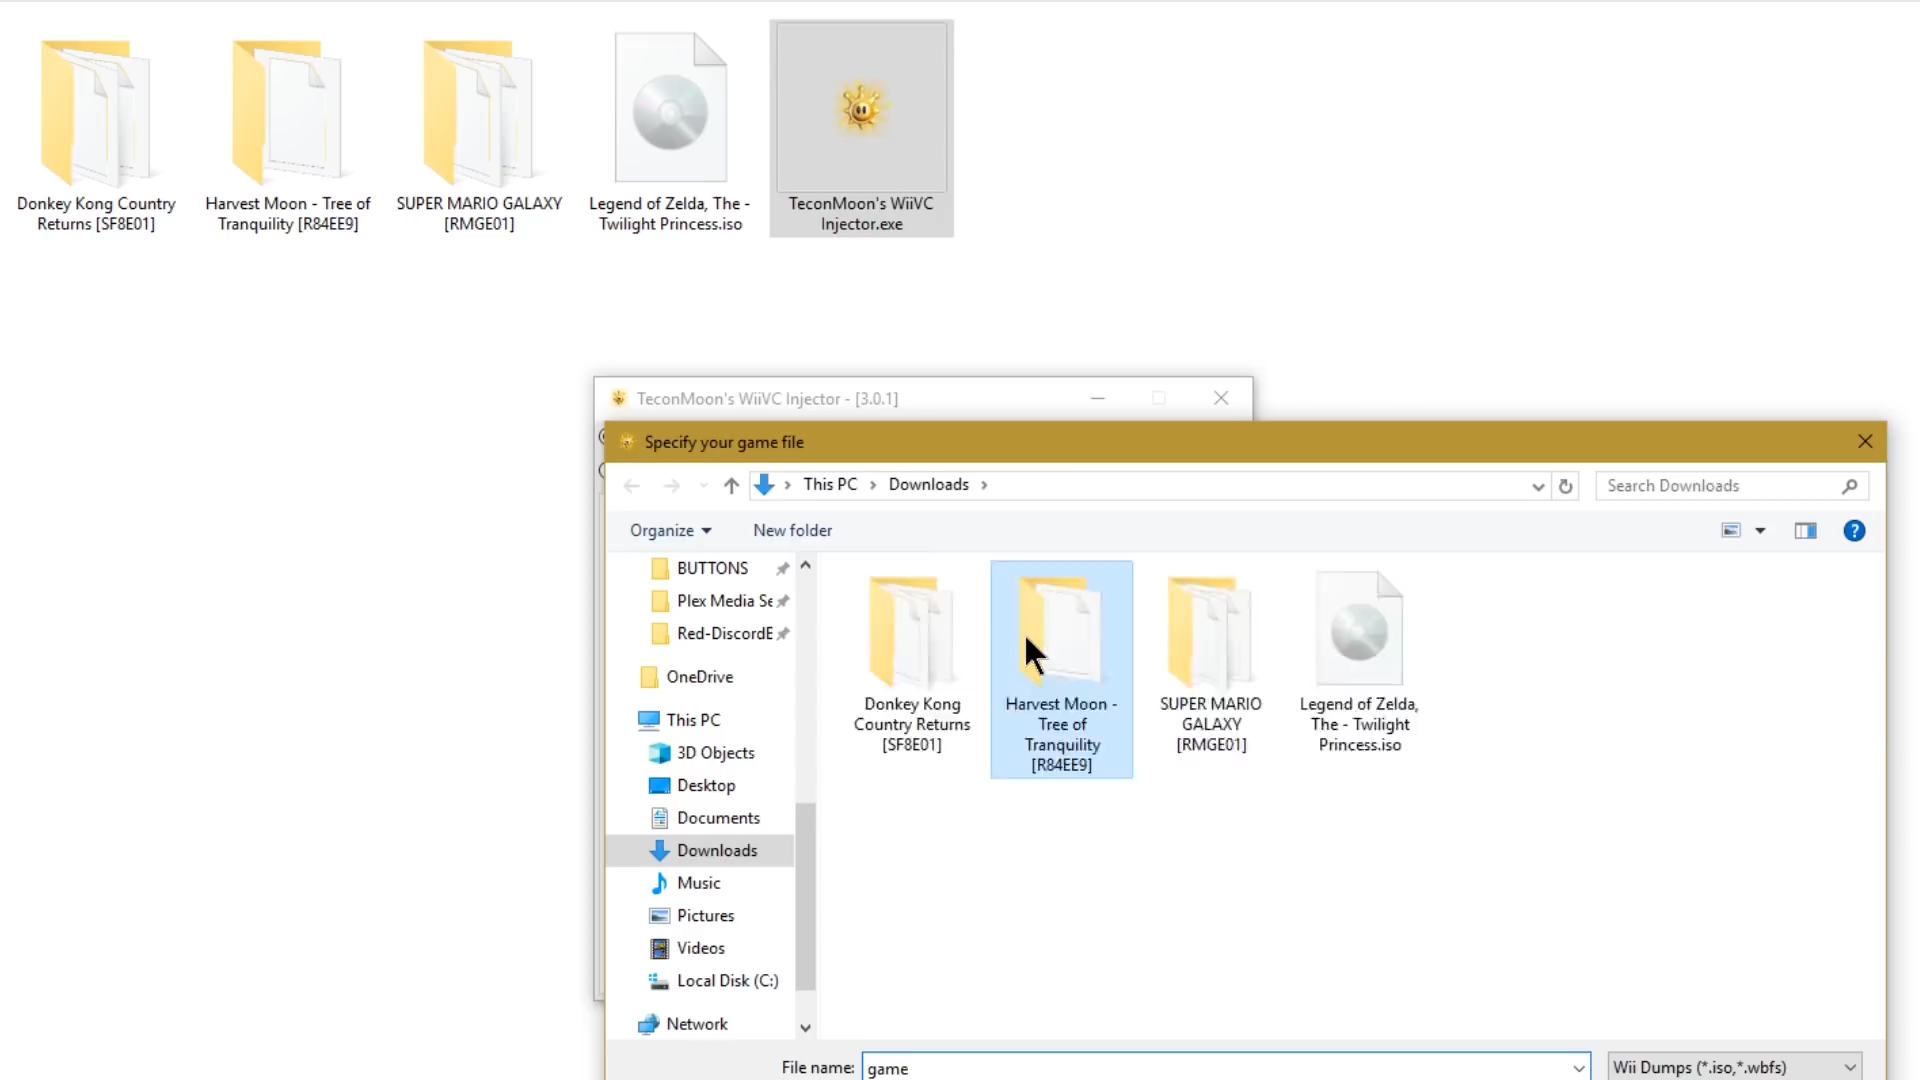 Donkey Kong Country
Returns [SF8E01]
Harvest Moon - Tree of
Tranquility [R84EE9]
SUPER MARIO GALAXY
[RMGE01]
Legend of Zelda, The -
Twilight Princess.iso
TeconMoon's WiiVC
Injector.exe
TeconMoon's WiiVC Injector - [3.0.1]
Specify your game file
This PC
Downloads
Search Downloads
Organize
New folder
BUTTONS
Plex Media Se
Red-DiscordE
OneDrive
This PC
3D Objects
Desktop
Documents
Downloads
Music
Pictures
Videos
Local Disk (C:)
Network
Donkey Kong
Country Returns
[SF8E01]
Harvest Moon -
Tree of
Tranquility
[R84EE9]
SUPER MARIO
GALAXY
[RMGE01]
Legend of Zelda,
The - Twilight
Princess.iso
File name:
game
Wii Dumps (*.iso,*.wbfs)